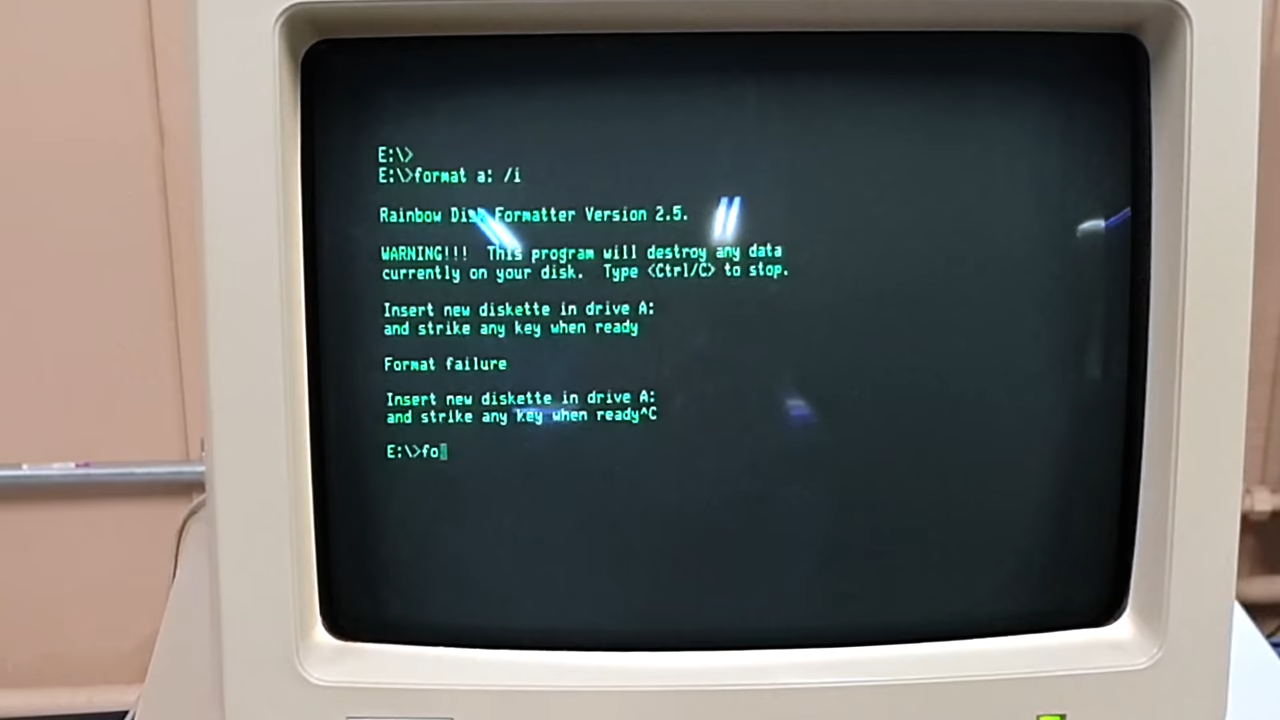 E:\>
E:\>format a: /i
Rainbow Disk Formatter Version 2.5.
WARNING!!!  This program will destroy any data
currently on your disk.  Type <Ctrl/C> to stop.
Insert new diskette in drive A:
and strike any key when ready
Format failure
Insert new diskette in drive A:
and strike any key when ready^C
E:\>fo